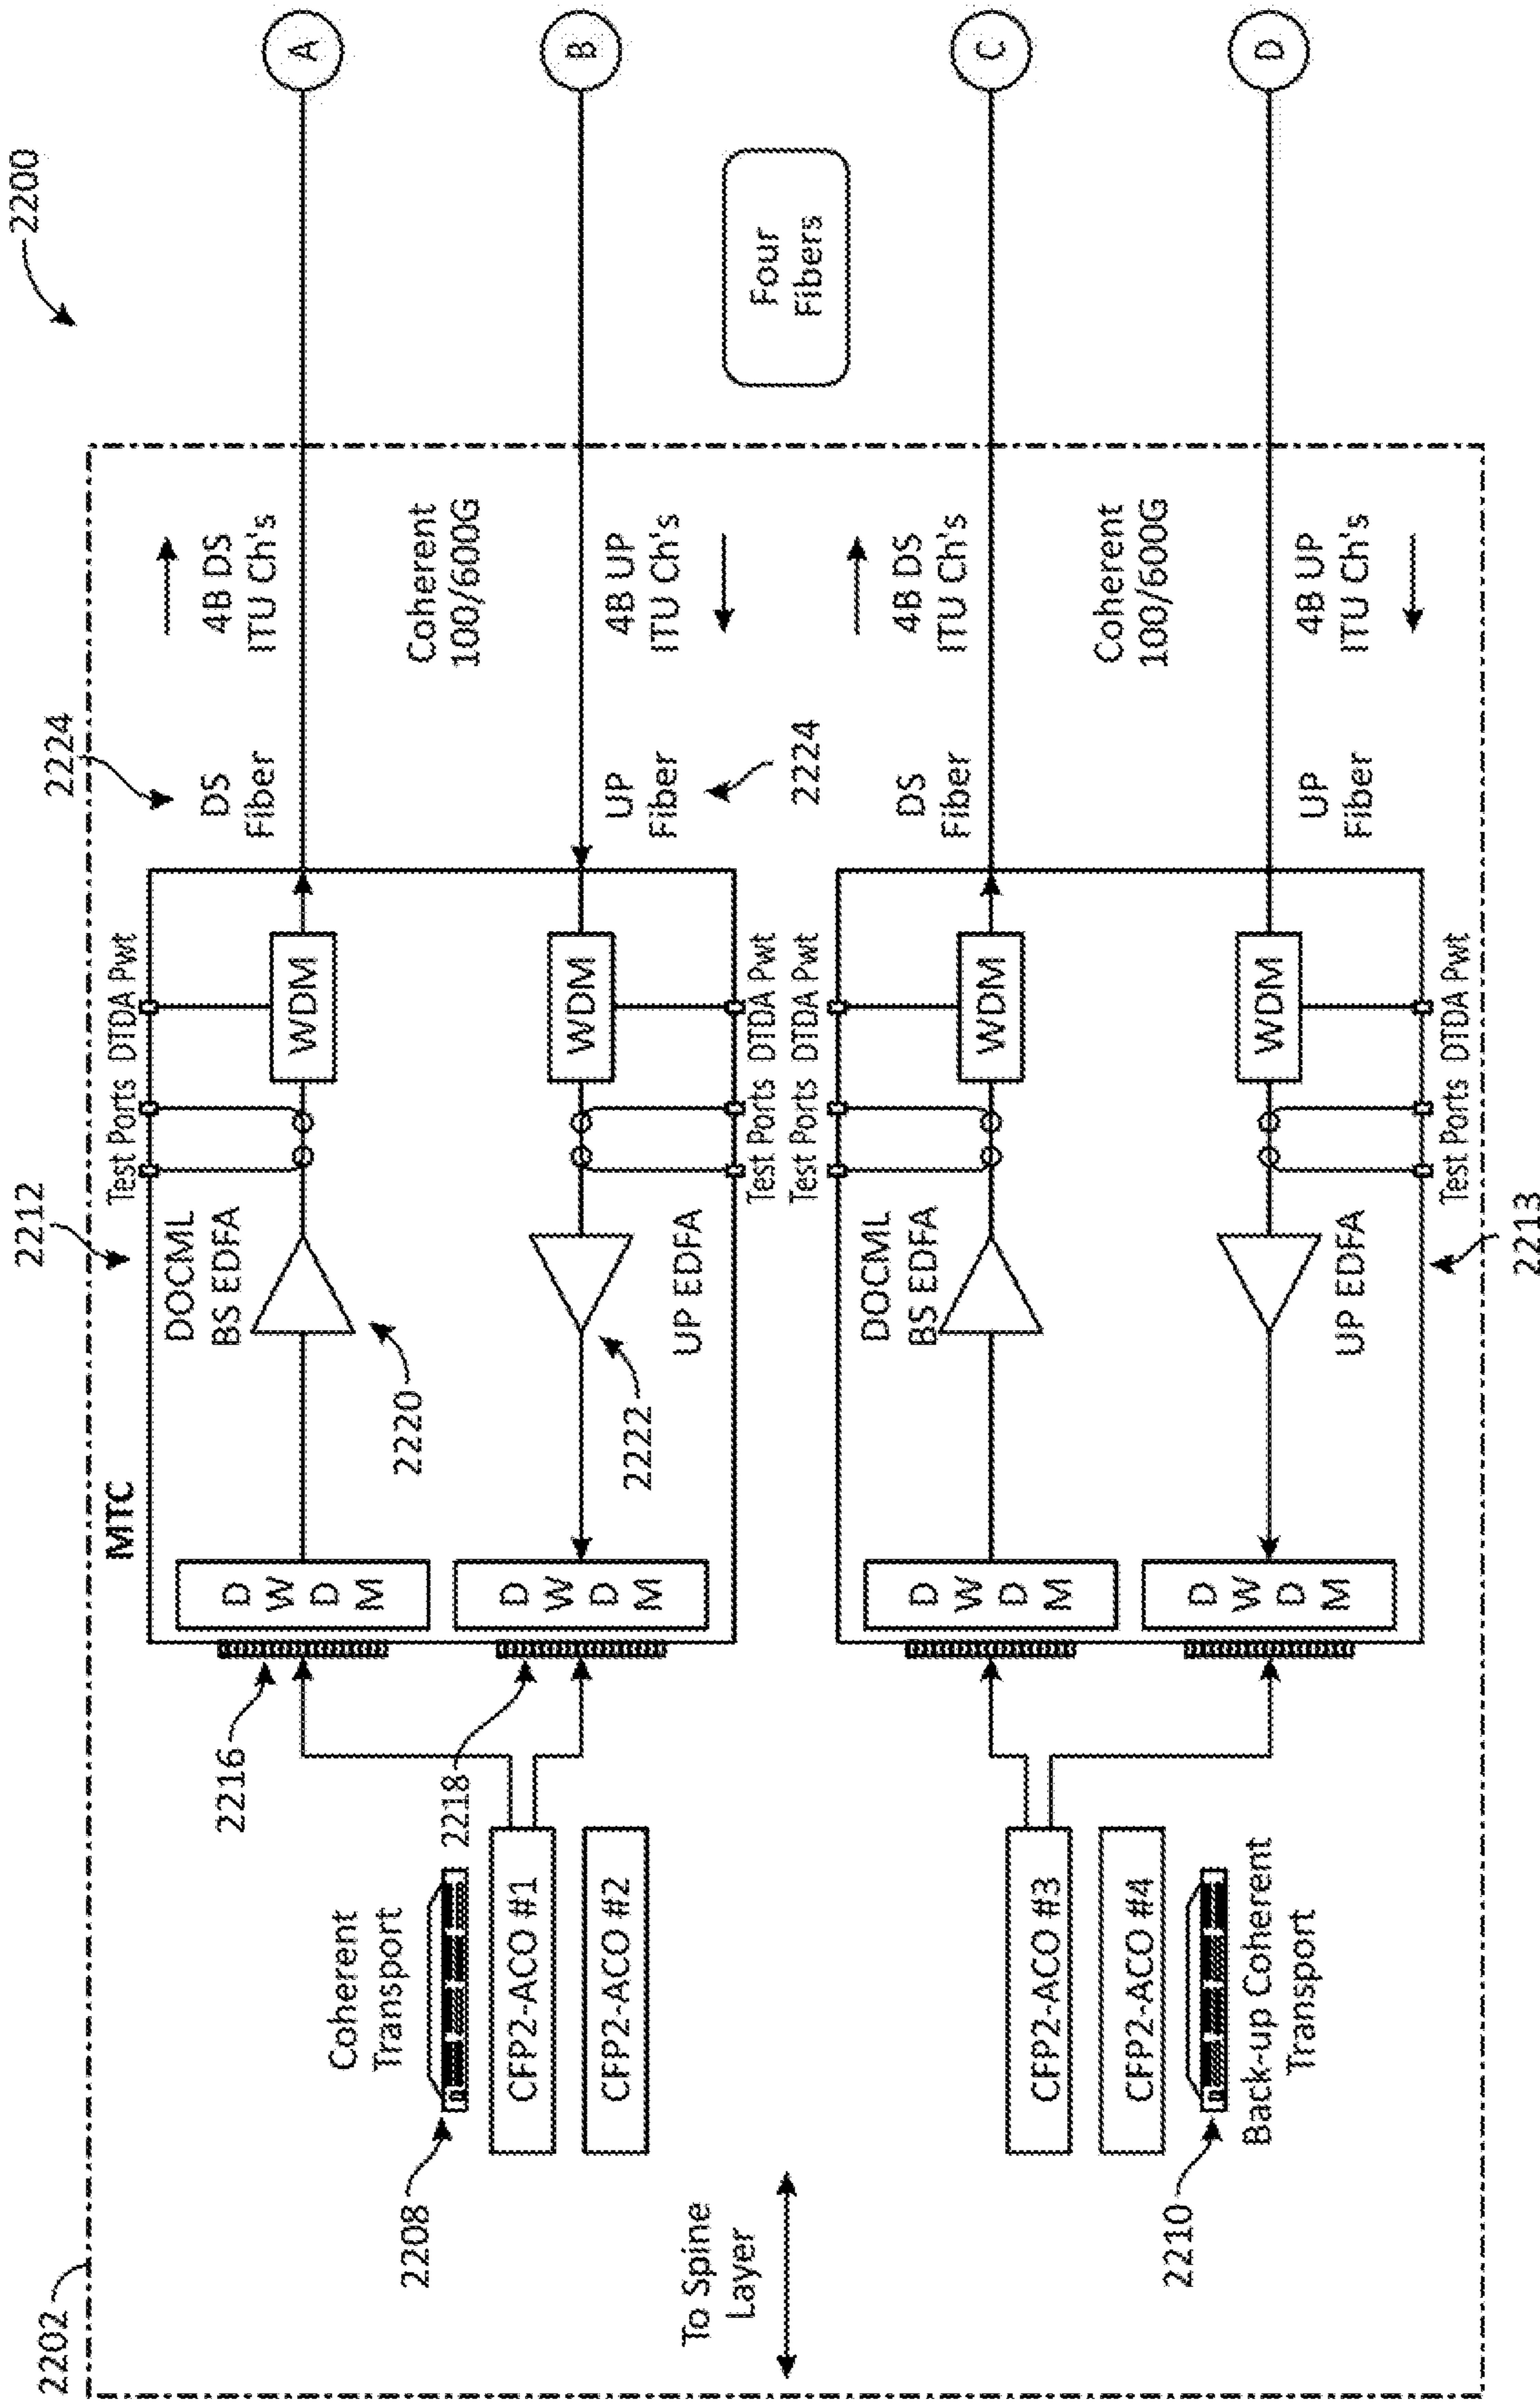 2200
2202
MTC
2212
2224
Test Ports
DTDA Pwt
DOCML
BS EDFA
2220
D
W
D
M
WDM
DS
Fiber
4B DS
ITU Ch's
A
2216
Coherent
Transport
2208
2218
CFP2-ACO #1
CFP2-ACO #2
Coherent
100/600G
D
W
D
M
2222
UP EDFA
WDM
Test Ports
DTDA Pwt
UP
Fiber
2224
4B UP
ITU Ch's
B
To Spine
Layer
Four
Fibers
Test Ports
DTDA Pwt
DOCML
BS EDFA
D
W
D
M
WDM
DS
Fiber
4B DS
ITU Ch's
C
CFP2-ACO #3
CFP2-ACO #4
2210
Back-up Coherent
Transport
Coherent
100/600G
D
W
D
M
UP EDFA
WDM
Test Ports
DTDA Pwt
UP
Fiber
4B UP
ITU Ch's
D
2213